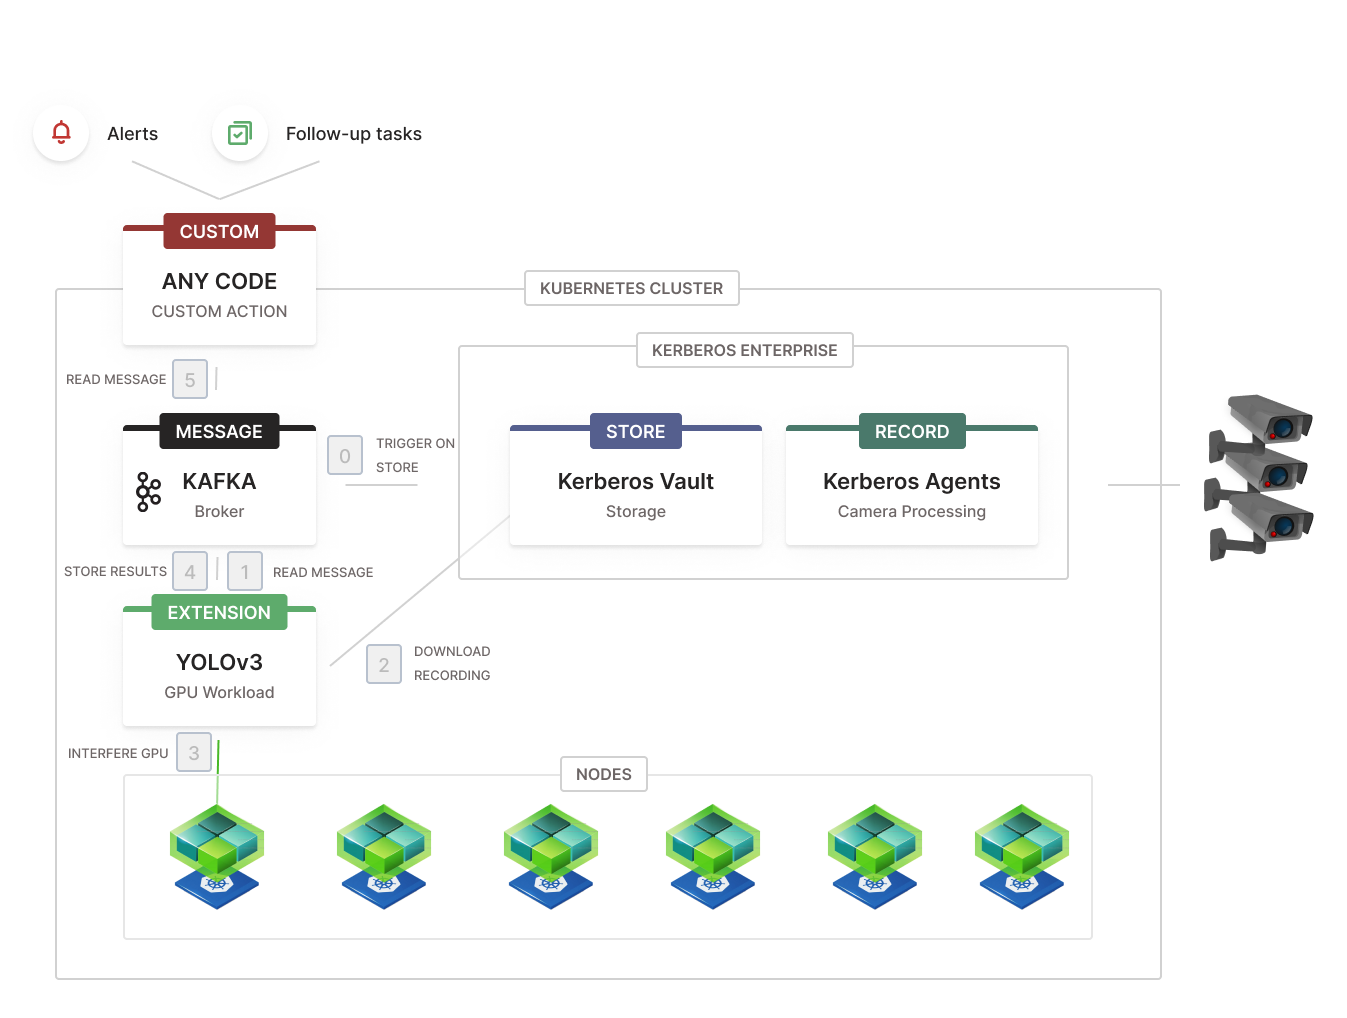 Alerts
Follow-up tasks
CUSTOM
ANY CODE
CUSTOM ACTION
KUBERNETES CLUSTER
KERBEROS ENTERPRISE
READ MESSAGE
5
MESSAGE
KAFKA
Broker
0
TRIGGER ON
STORE
STORE
Kerberos Vault
Storage
RECORD
Kerberos Agents
Camera Processing
STORE RESULTS
4
1
READ MESSAGE
EXTENSION
YOLOv3
GPU Workload
2
DOWNLOAD
RECORDING
INTERFERE GPU
3
NODES